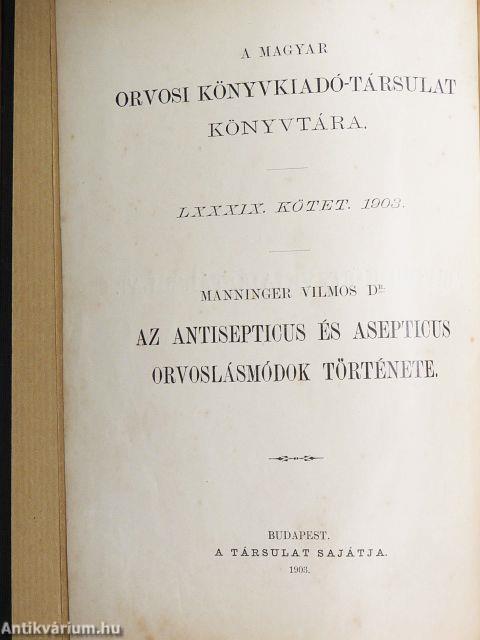 A MAGYAR
ORVOSI KÖNYVKIADÓ-TÁRSULAT
KÖNYVTÁRA.
LXXXIX. KÖTET. 1903.
MANNINGER VILMOS DR.
AZ ANTISEPTICUS ÉS ASEPTICUS
ORVOSLÁSMÓDOK TÖRTÉNETE.
BUDAPEST.
A TÁRSULAT SAJÁTJA.
1903.
Antikvárium.hu